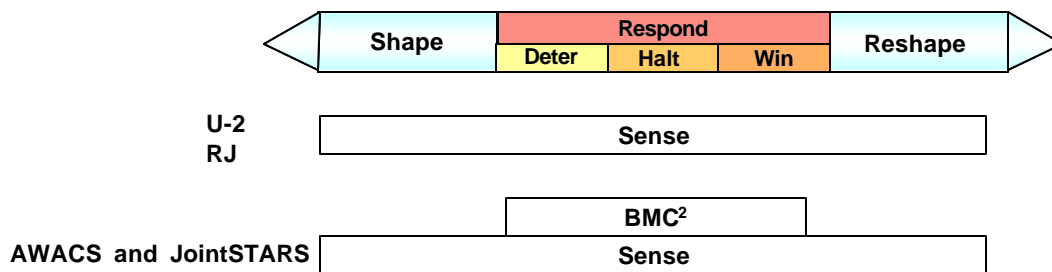 Shape
Respond
Reshape
Deter Halt Win
U-2
RJ
Sense
BMC²
AWACS and JointSTARS
Sense